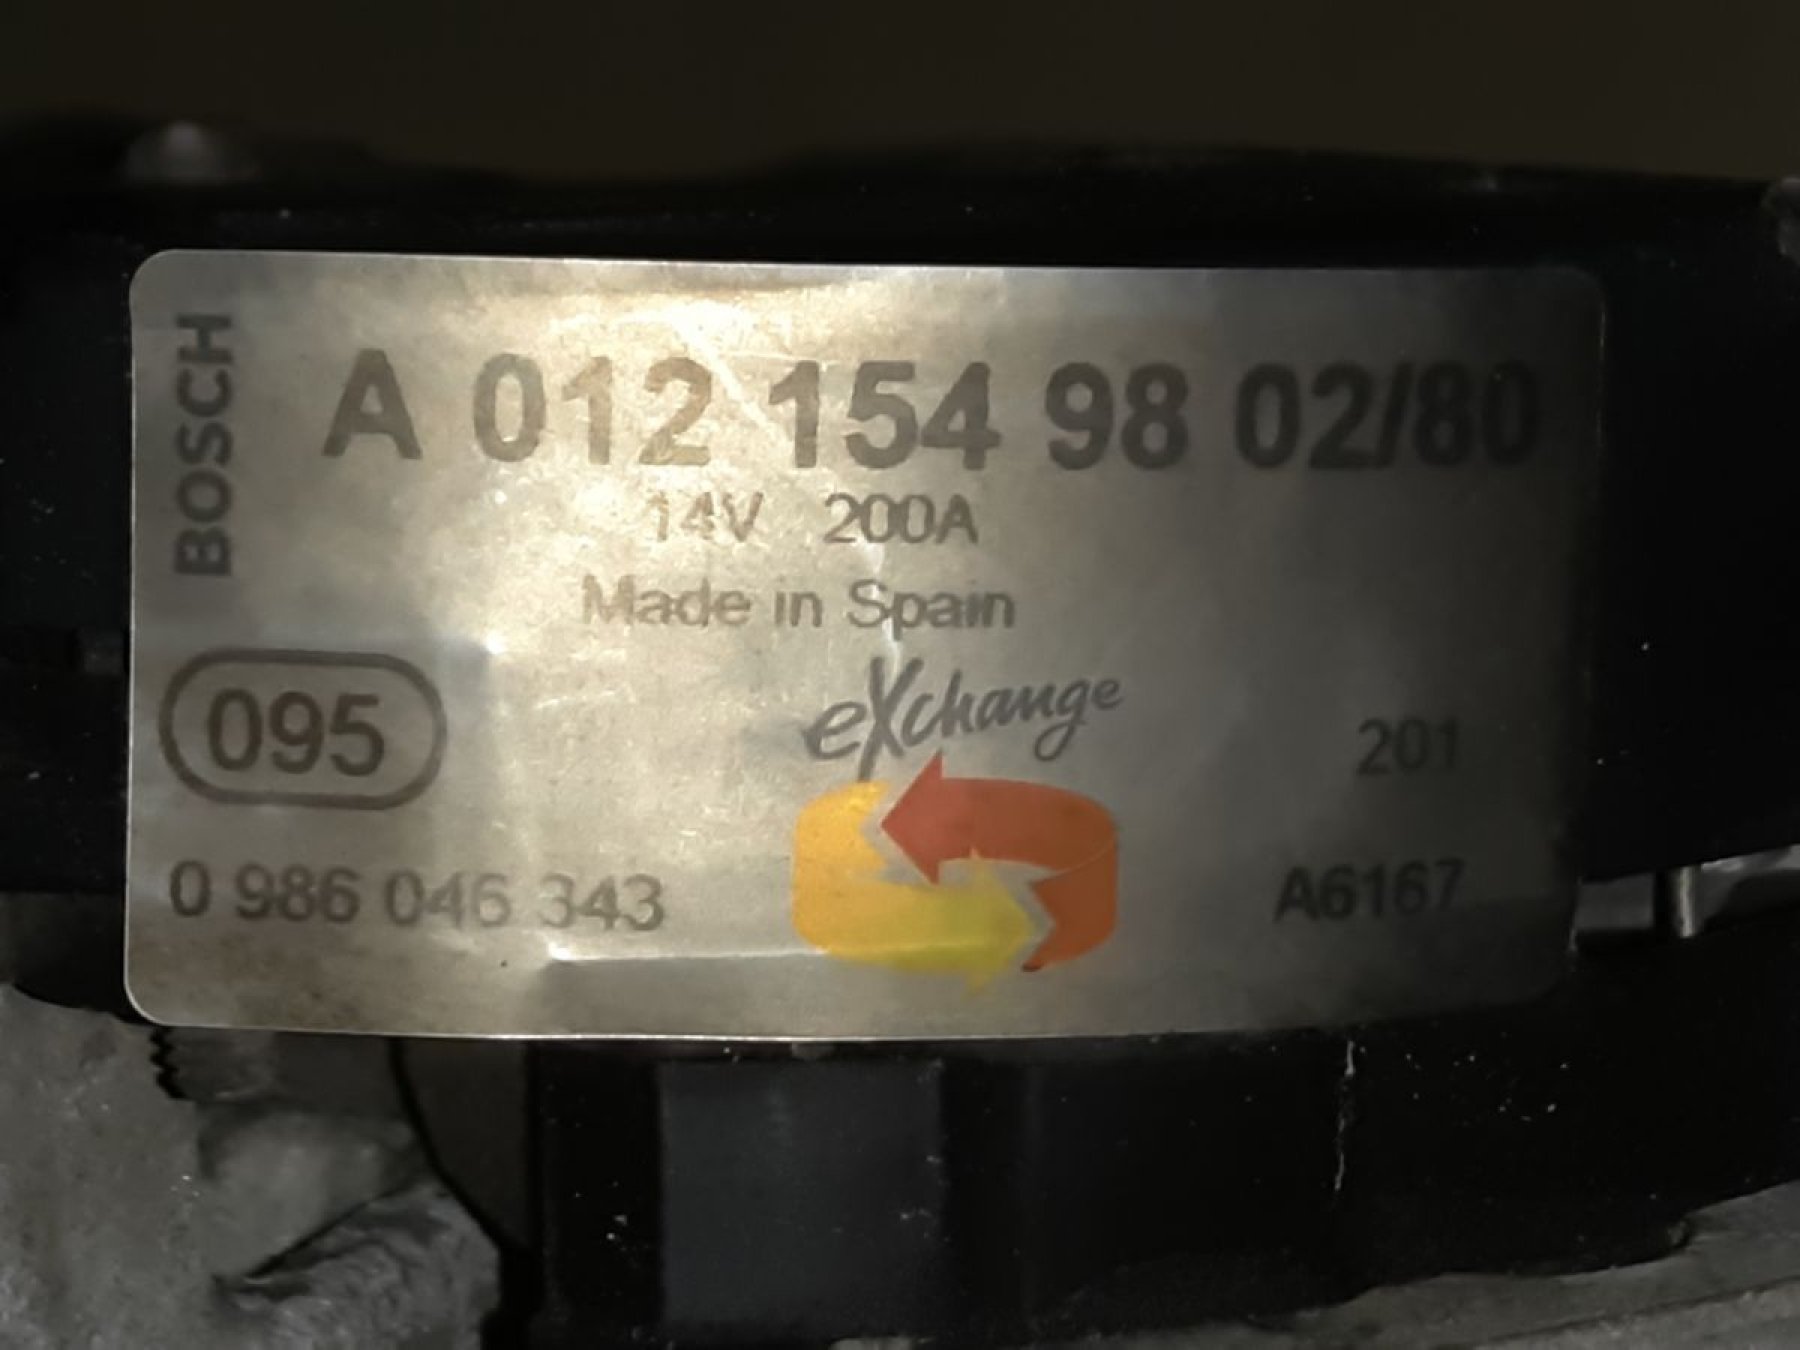 BOSCH
A 012 154 98 02/80
14V 200A
Made in Spain
095
eXchange
201
0 986 046 343
A6167